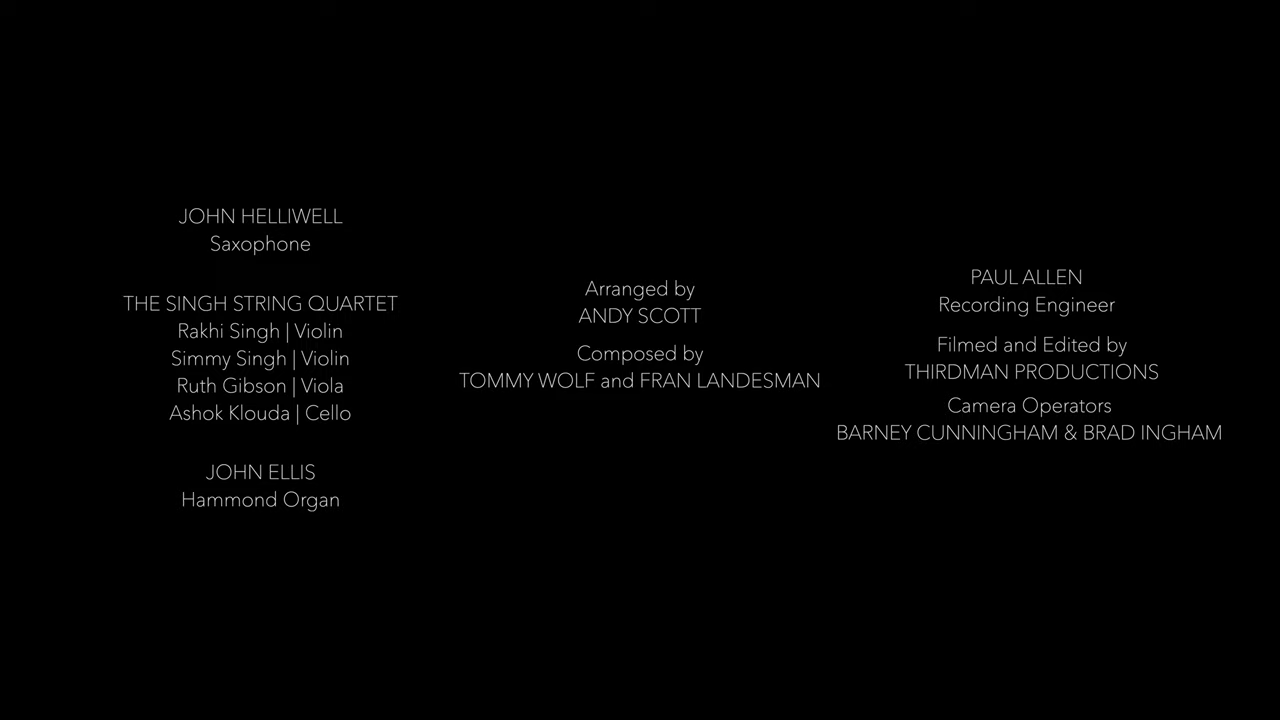 JOHN HELLIWELL
Saxophone
THE SINGH STRING QUARTET
Rakhi Singh | Violin
Simmy Singh | Violin
Ruth Gibson | Viola
Ashok Klouda | Cello
JOHN ELLIS
Hammond Organ
Arranged by
ANDY SCOTT
Composed by
TOMMY WOLF and FRAN LANDESMAN
PAUL ALLEN
Recording Engineer
Filmed and Edited by
THIRDMAN PRODUCTIONS
Camera Operators
BARNEY CUNNINGHAM & BRAD INGHAM